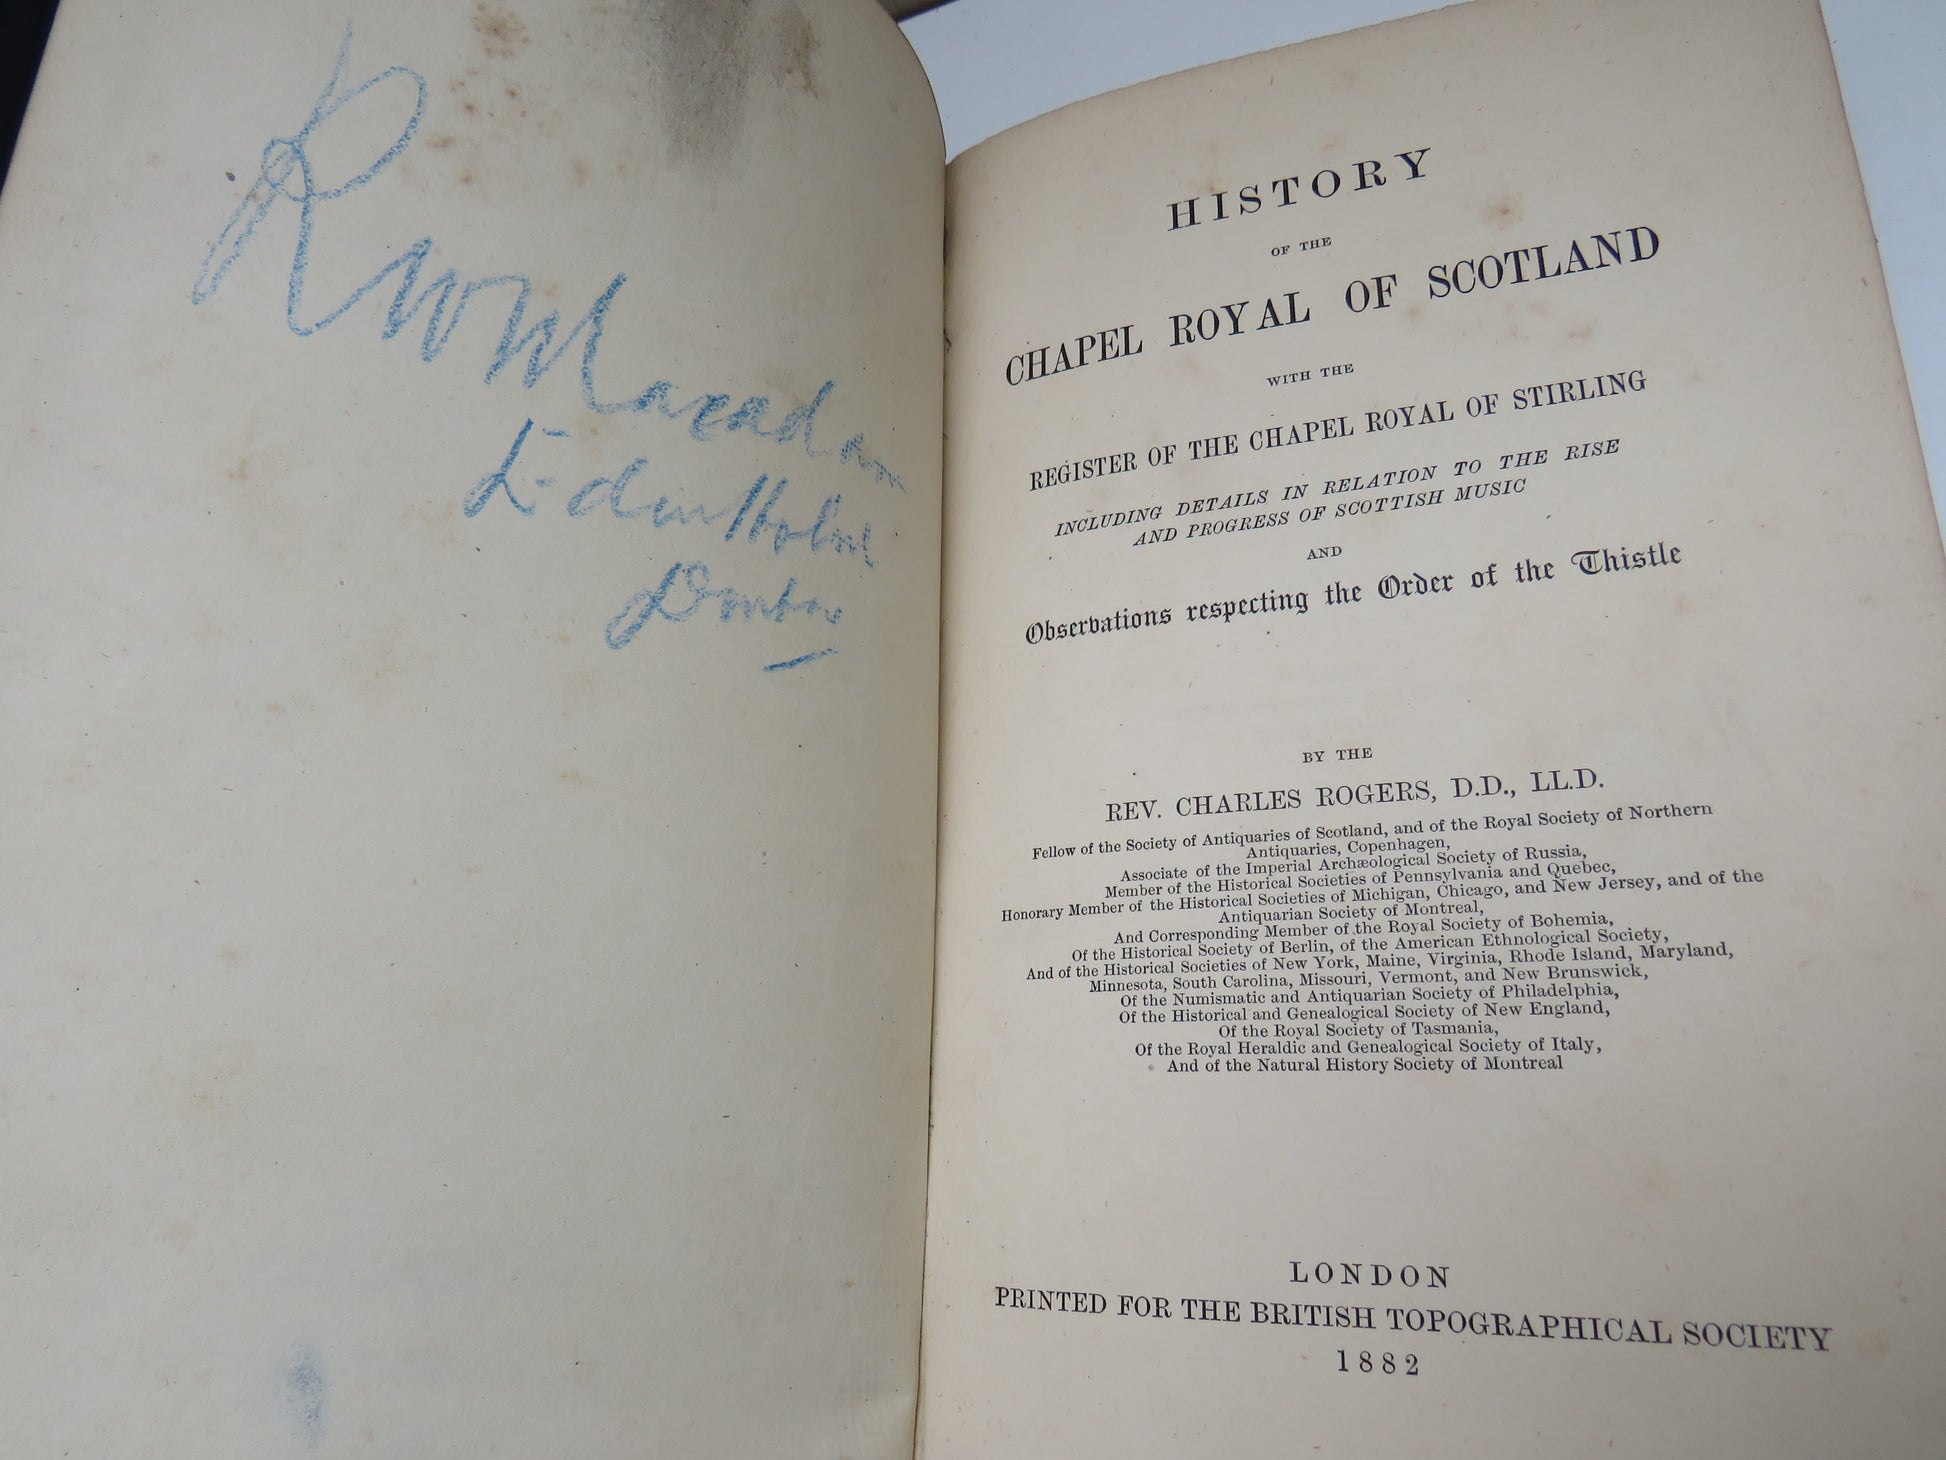 R W M Macadam
Edin
HISTORY
OF THE
CHAPEL ROYAL OF SCOTLAND
WITH THE
REGISTER OF THE CHAPEL ROYAL OF STIRLING
INCLUDING DETAILS IN RELATION TO THE RISE
AND PROGRESS OF SCOTTISH MUSIC
AND
Observations respecting the Order of the Thistle
BY THE
REV. CHARLES ROGERS, D.D., LL.D.
Fellow of the Society of Antiquaries of Scotland, and of the Royal Society of Northern
Antiquaries, Copenhagen,
Associate of the Imperial Archæological Society of Russia,
Member of the Historical Societies of Pennsylvania and Quebec,
Honorary Member of the Historical Societies of Michigan, Chicago, and New Jersey, and of the
Antiquarian Society of Montreal,
And Corresponding Member of the Royal Society of Bohemia,
Of the Historical Society of Berlin, of the American Ethnological Society,
And of the Historical Societies of New York, Maine, Virginia, Rhode Island, Maryland,
Minnesota, South Carolina, Missouri, Vermont, and New Brunswick,
Of the Numismatic and Antiquarian Society of Philadelphia,
Of the Historical and Genealogical Society of New England,
Of the Royal Society of Tasmania,
Of the Royal Heraldic and Genealogical Society of Italy,
And of the Natural History Society of Montreal
LONDON
PRINTED FOR THE BRITISH TOPOGRAPHICAL SOCIETY
1882